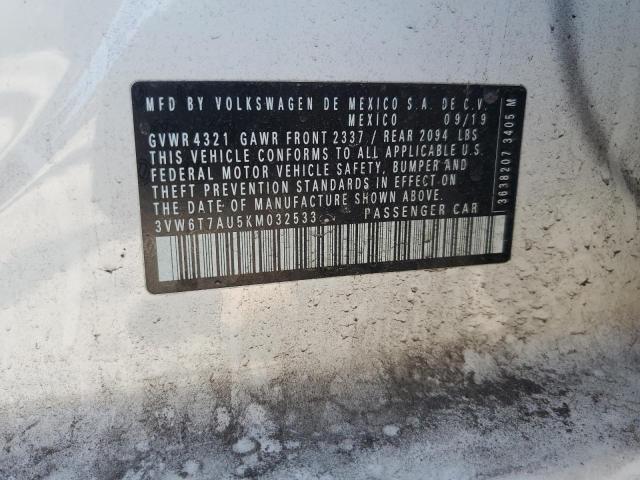 MFD BY VOLKSWAGEN DE MEXICO S.A. DE C.V.
MEXICO 09/19
GVWR 4321 GAWR FRONT 2337 / REAR 2094 LBS
THIS VEHICLE CONFORMS TO ALL APPLICABLE U.S.
FEDERAL MOTOR VEHICLE SAFETY, BUMPER AND
THEFT PREVENTION STANDARDS IN EFFECT ON
THE DATE OF MANUFACTURE SHOWN ABOVE.
3VW6T7AU5KM032533 PASSENGER CAR
3638207 3405 M